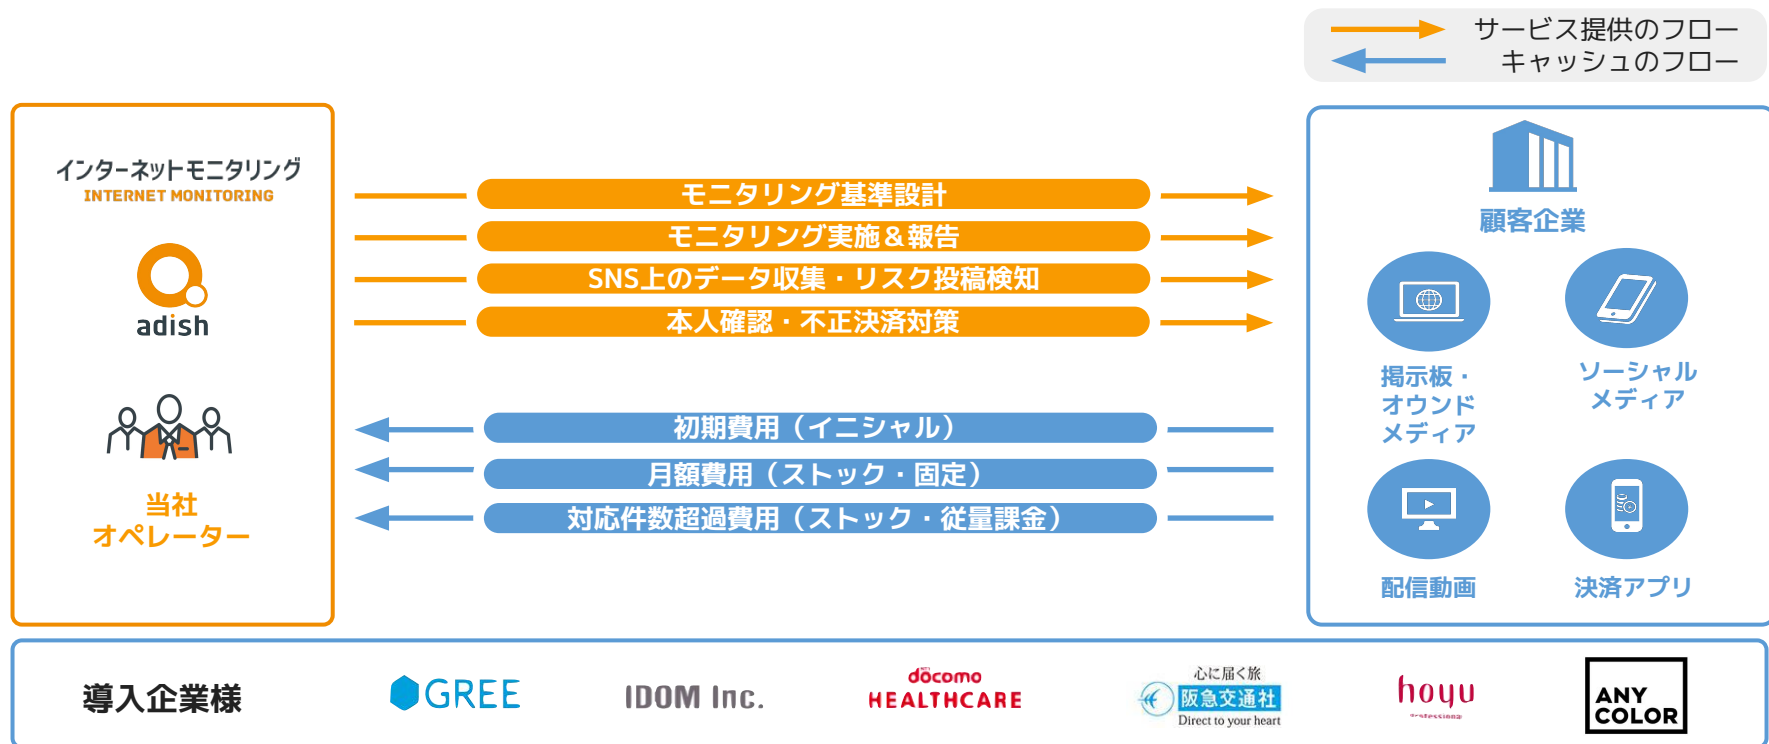 サービス提供のフロー
キャッシュのフロー
インターネットモニタリング
INTERNET MONITORING
adish
当社
オペレーター
モニタリング基準設計
モニタリング実施＆報告
SNS上のデータ収集・リスク投稿検知
本人確認・不正決済対策
初期費用（イニシャル）
月額費用（ストック・固定）
対応件数超過費用（ストック・従量課金）
顧客企業
掲示板・
オウンド
メディア
ソーシャル
メディア
配信動画
決済アプリ
導入企業様
GREE
IDOM Inc.
döcomo
HEALTHCARE
心に届く旅
阪急交通社
Direct to your heart
hoyu
professional
ANY
COLOR